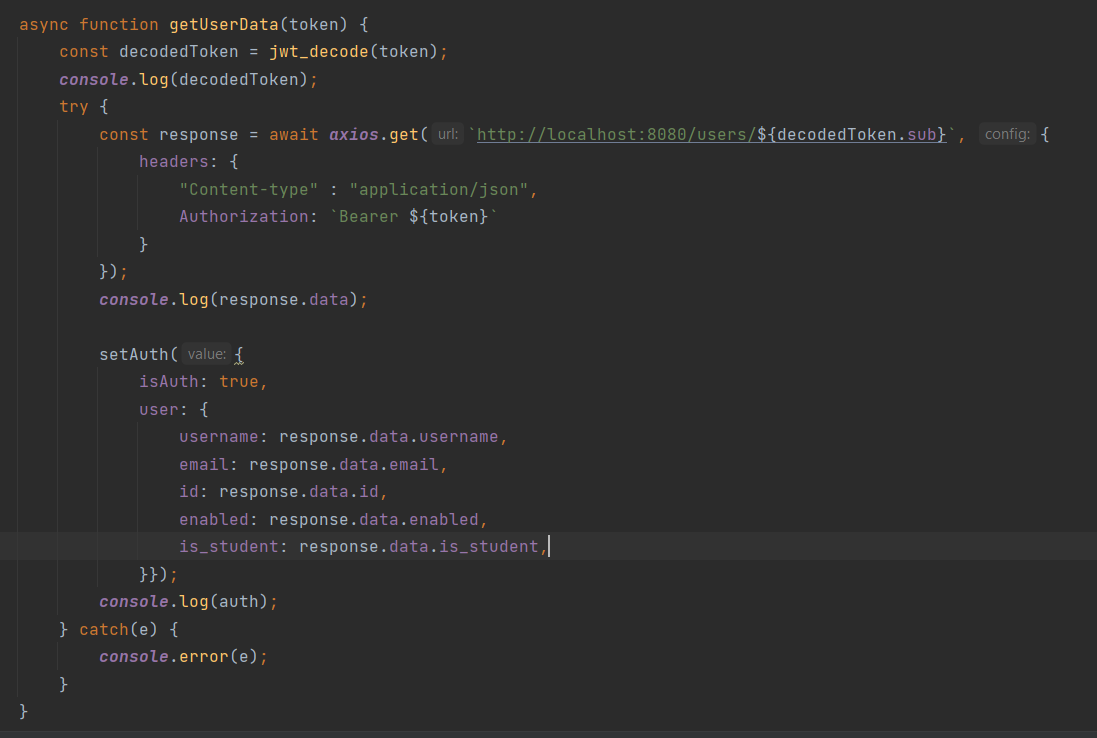 async function getUserData(token) {
    const decodedToken = jwt_decode(token);
    console.log(decodedToken);
    try {
        const response = await axios.get( url: `http://localhost:8080/users/${decodedToken.sub}`, config: {
            headers: {
                "Content-type" : "application/json",
                Authorization: `Bearer ${token}`
            }
        });
        console.log(response.data);

        setAuth( value: {
            isAuth: true,
            user: {
                username: response.data.username,
                email: response.data.email,
                id: response.data.id,
                enabled: response.data.enabled,
                is_student: response.data.is_student,
            }});
        console.log(auth);
    } catch(e) {
        console.error(e);
    }
}